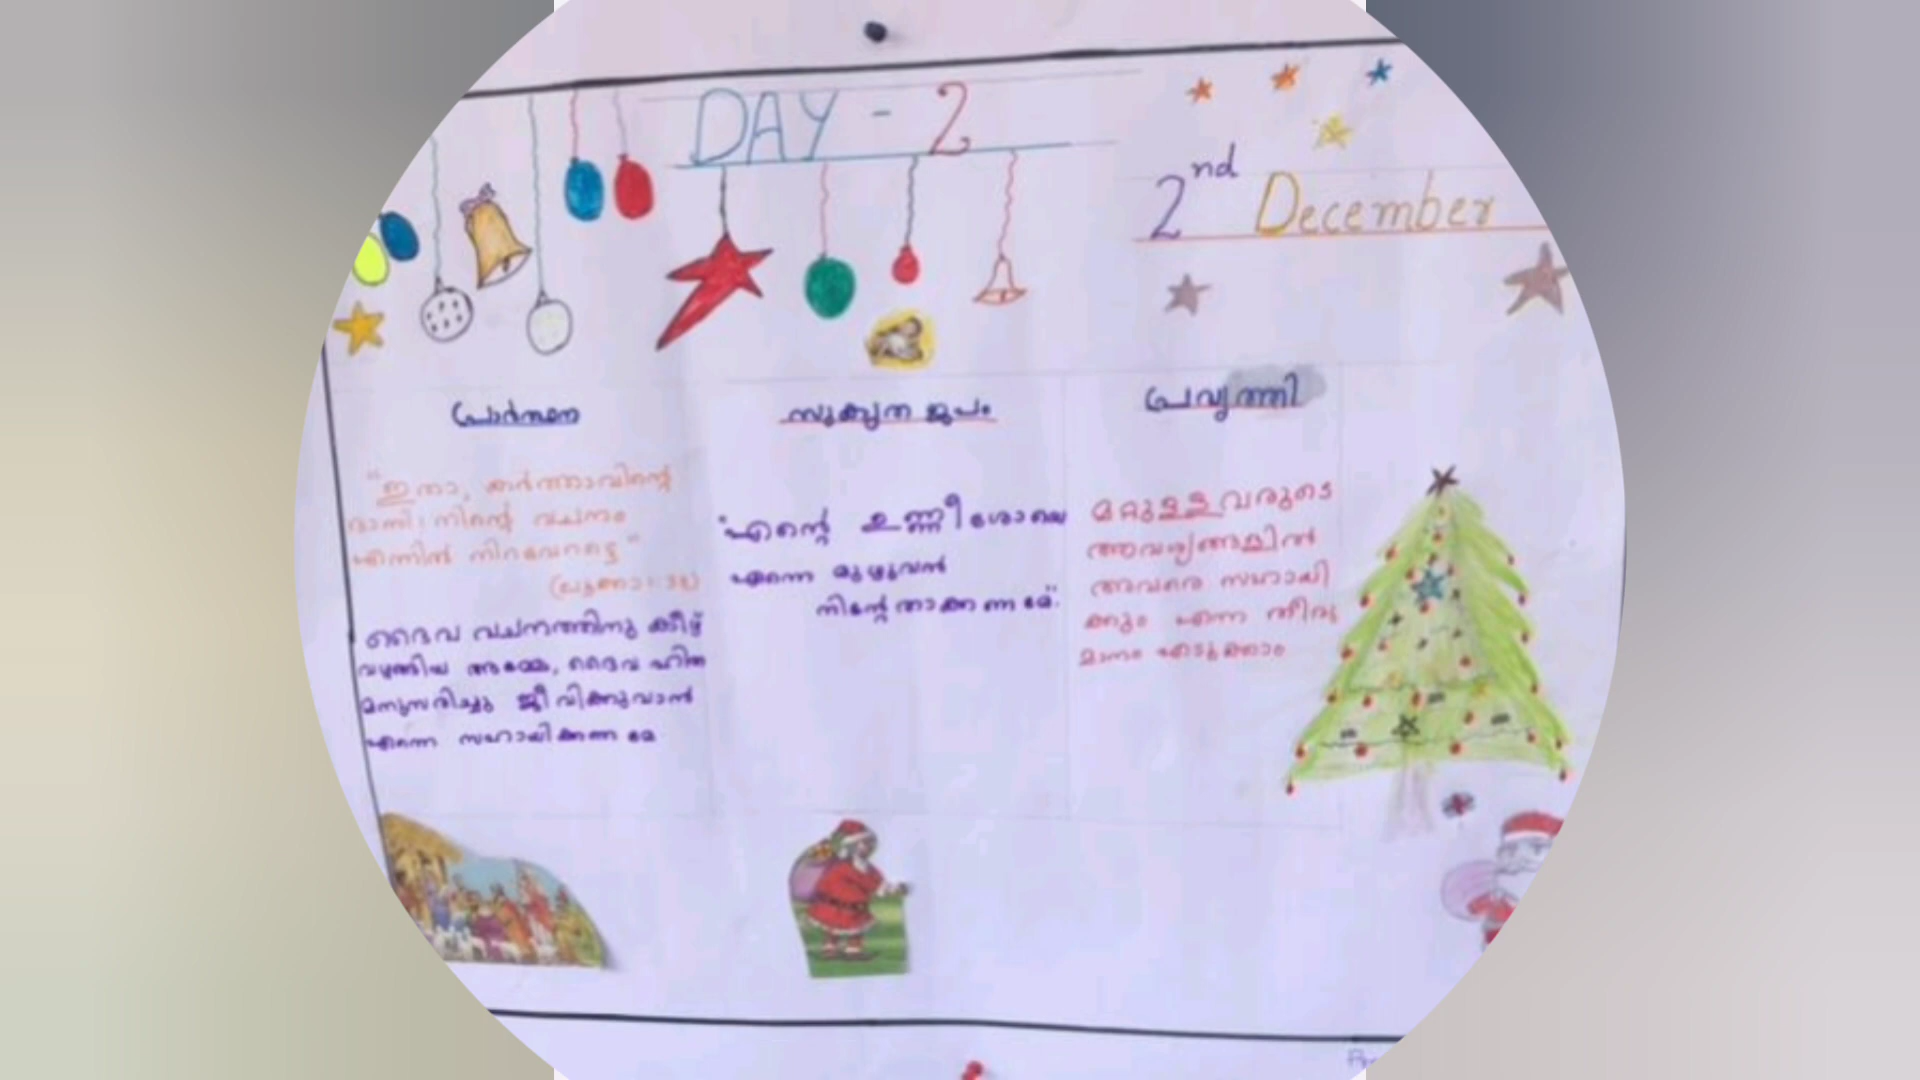 DAY - 2
2nd December
പ്രാർത്ഥന
"ഇതാ, കർത്താവിന്റെ
ദാസി! നിന്റെ വചനം
എന്നിൽ നിറവേറട്ടെ"
ദൈവ വചനത്തിനു കീഴ്
വഴങ്ങിയ അമ്മേ, ദൈവ ഹിത
മനുസരിച്ചു ജീവിക്കുവാൻ
എന്നെ സഹായിക്കണമേ
സുകൃത ജപം
"എന്റെ ഉണ്ണീശോയെ
എന്നെ മുഴുവൻ
നിന്റേതാക്കണമേ".
പ്രവൃത്തി
മറ്റുള്ളവരുടെ
ആവശ്യങ്ങളിൽ
അവരെ സഹായി
ക്കും എന്ന തീരു
മാനം എടുക്കാം